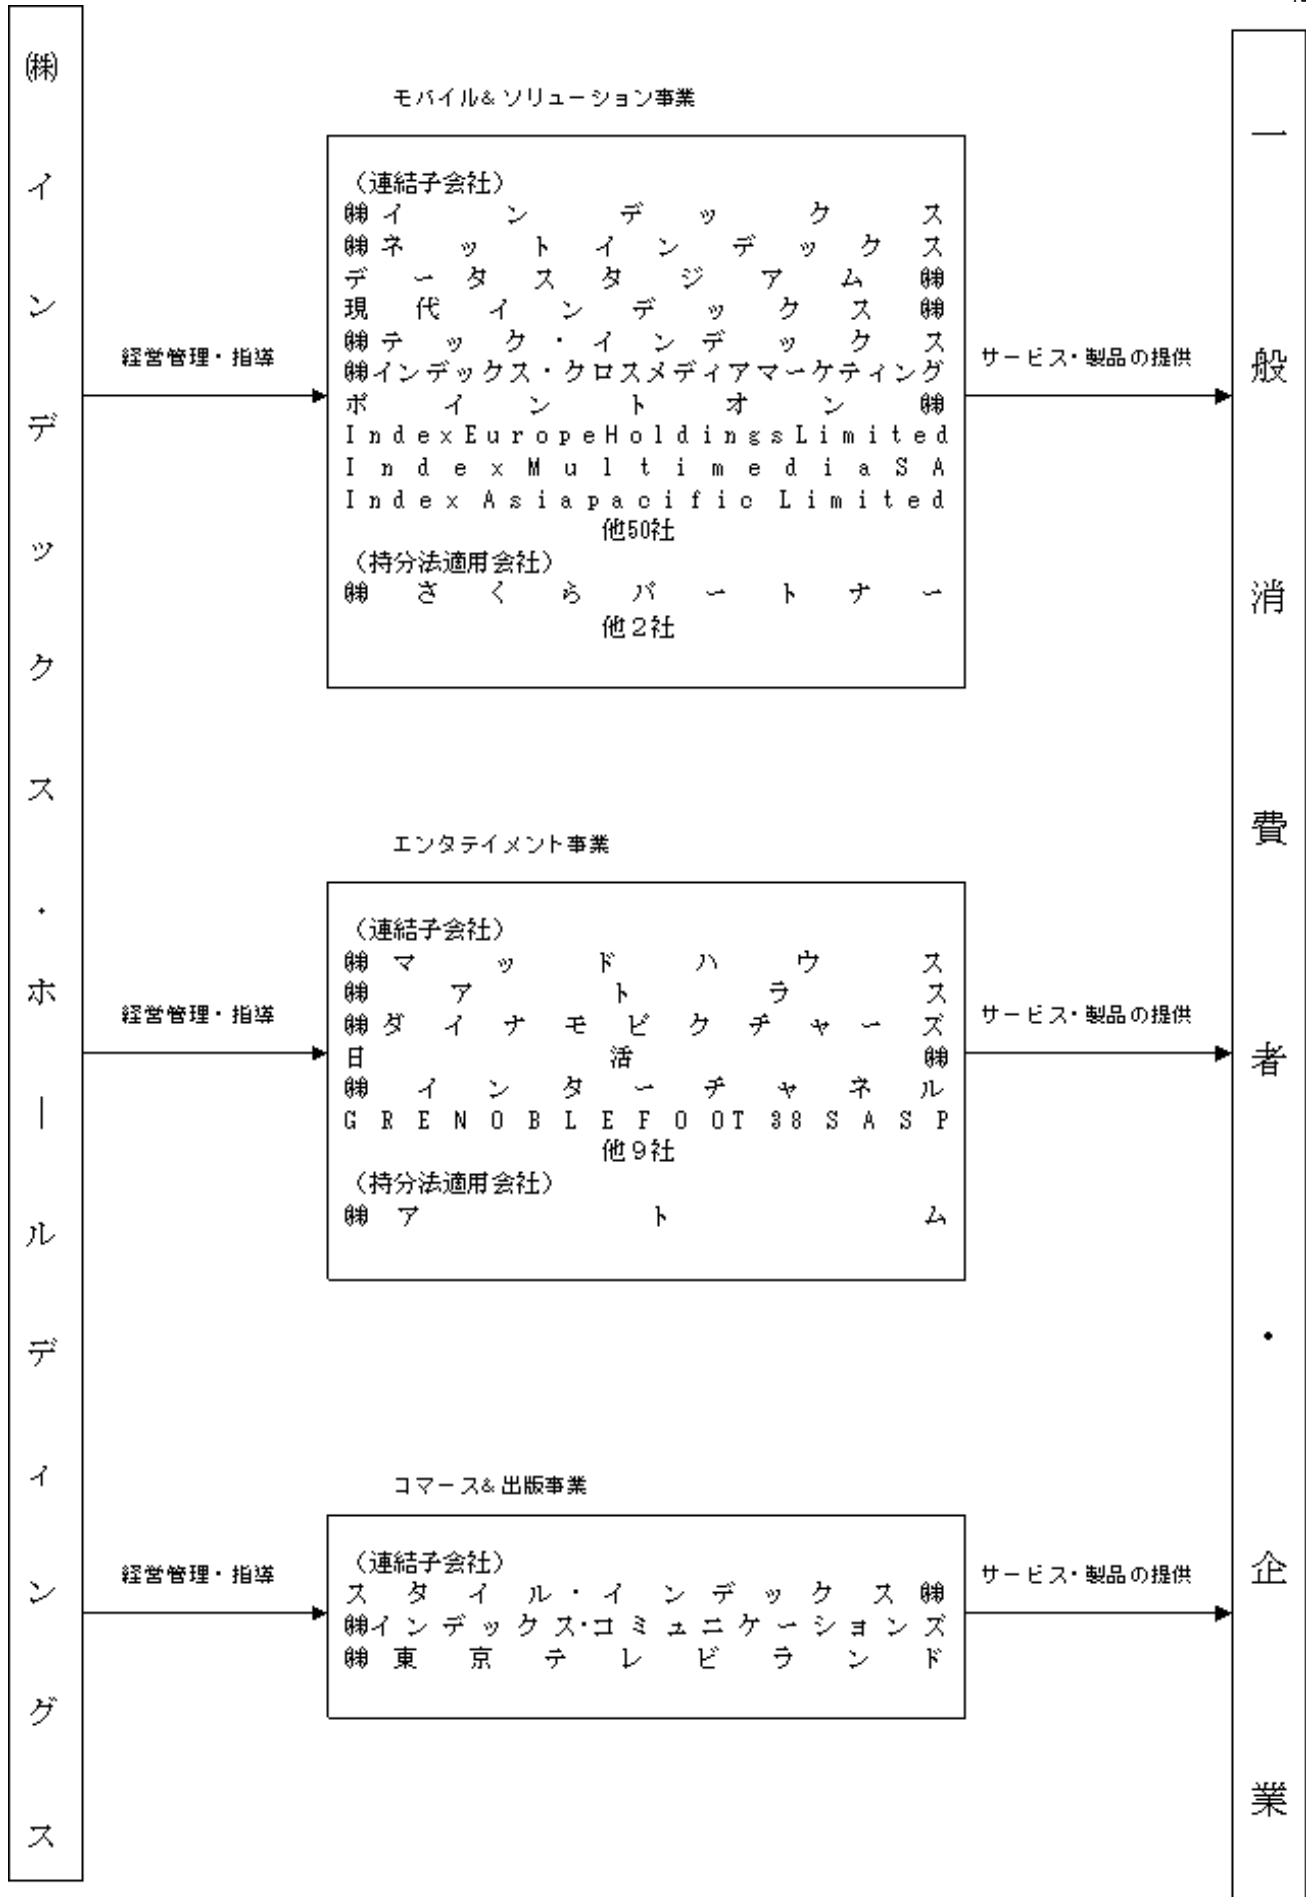 ㈱インデックス・ホールディングス
モバイル&ソリューション事業
(連結子会社)
㈱インデックス
㈱ネットインデックス
データスタジアム㈱
現代インデックス㈱
㈱テック・インデックス
㈱インデックス・クロスメディアマーケティング
ポイントオン㈱
IndexEuropeHoldingsLimited
IndexMultimediaSA
Index Asiapacific Limited
他50社
(持分法適用会社)
㈱さくらパートナー
他2社
経営管理・指導
サービス・製品の提供
エンタテイメント事業
(連結子会社)
㈱マッドハウス
㈱アトラス
㈱ダイナモピクチャーズ
日活㈱
㈱インターチャネル
GRENOBLEFOOT38SASP
他9社
(持分法適用会社)
㈱アトム
経営管理・指導
サービス・製品の提供
コマース&出版事業
(連結子会社)
スタイル・インデックス㈱
㈱インデックス・コミュニケーションズ
㈱東京テレビランド
経営管理・指導
サービス・製品の提供
一般消費者・企業